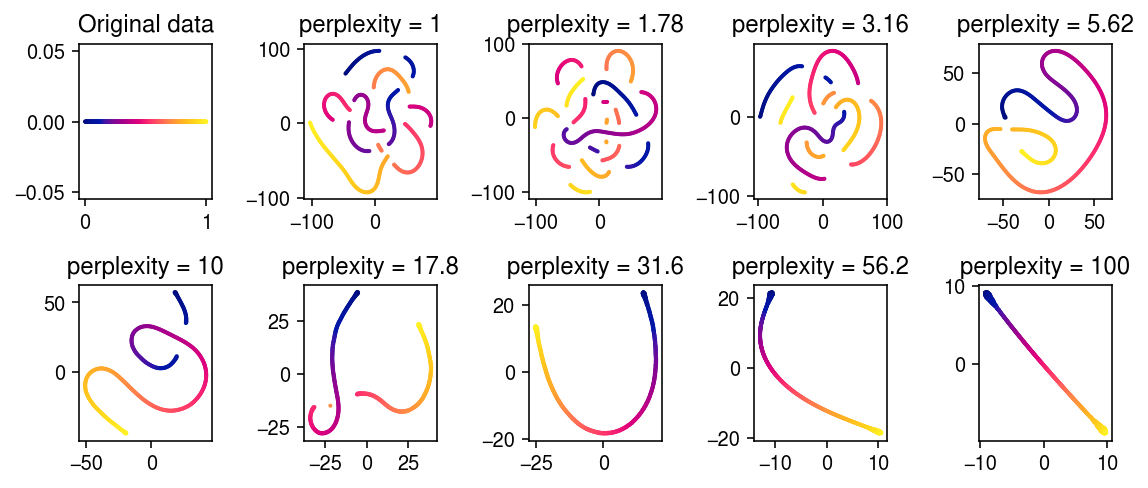 Original data
perplexity = 1
perplexity = 1.78
perplexity = 3.16
perplexity = 5.62
0.05
0.00
−0.05
0 1
100
0
−100
−100 0
100
0
−100
−100 0
0
−100
−100 0 100
50
0
−50
−50 0 50
perplexity = 10
perplexity = 17.8
perplexity = 31.6
perplexity = 56.2
perplexity = 100
50
0
−50 0
25
0
−25
−25 0 25
20
0
−20
−25 0
20
0
−20
−10 0 10
10
0
−10 0 10